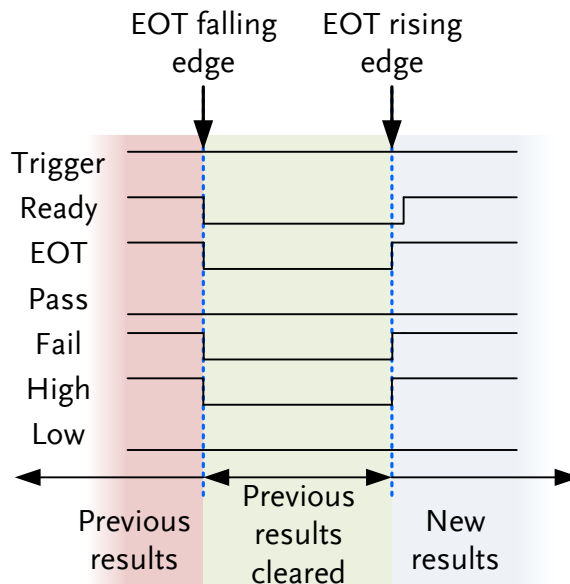 EOT falling
edge
EOT rising
edge
Trigger
Ready
EOT
Pass
Fail
High
Low
Previous
results
Previous
results
cleared
New
results